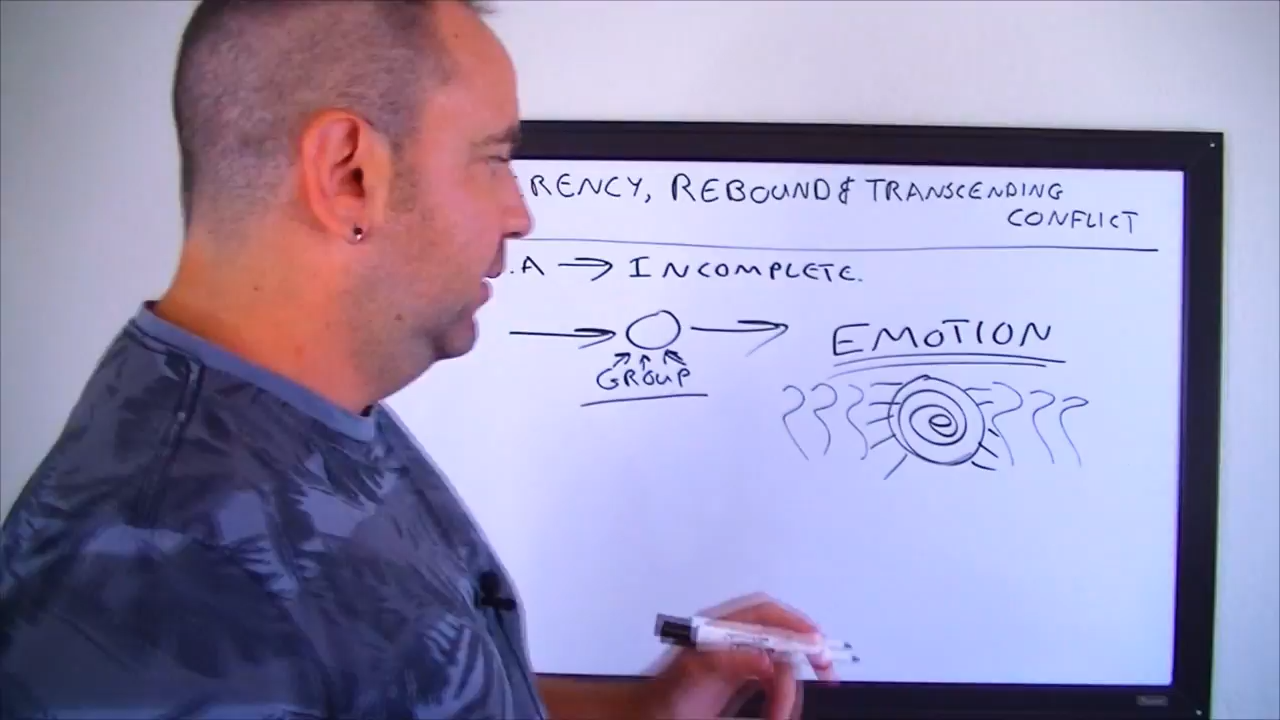 RENCY, REBOUND & TRANSCENDING
CONFLICT
.A → INCOMPLETE.
EMOTION
GROUP